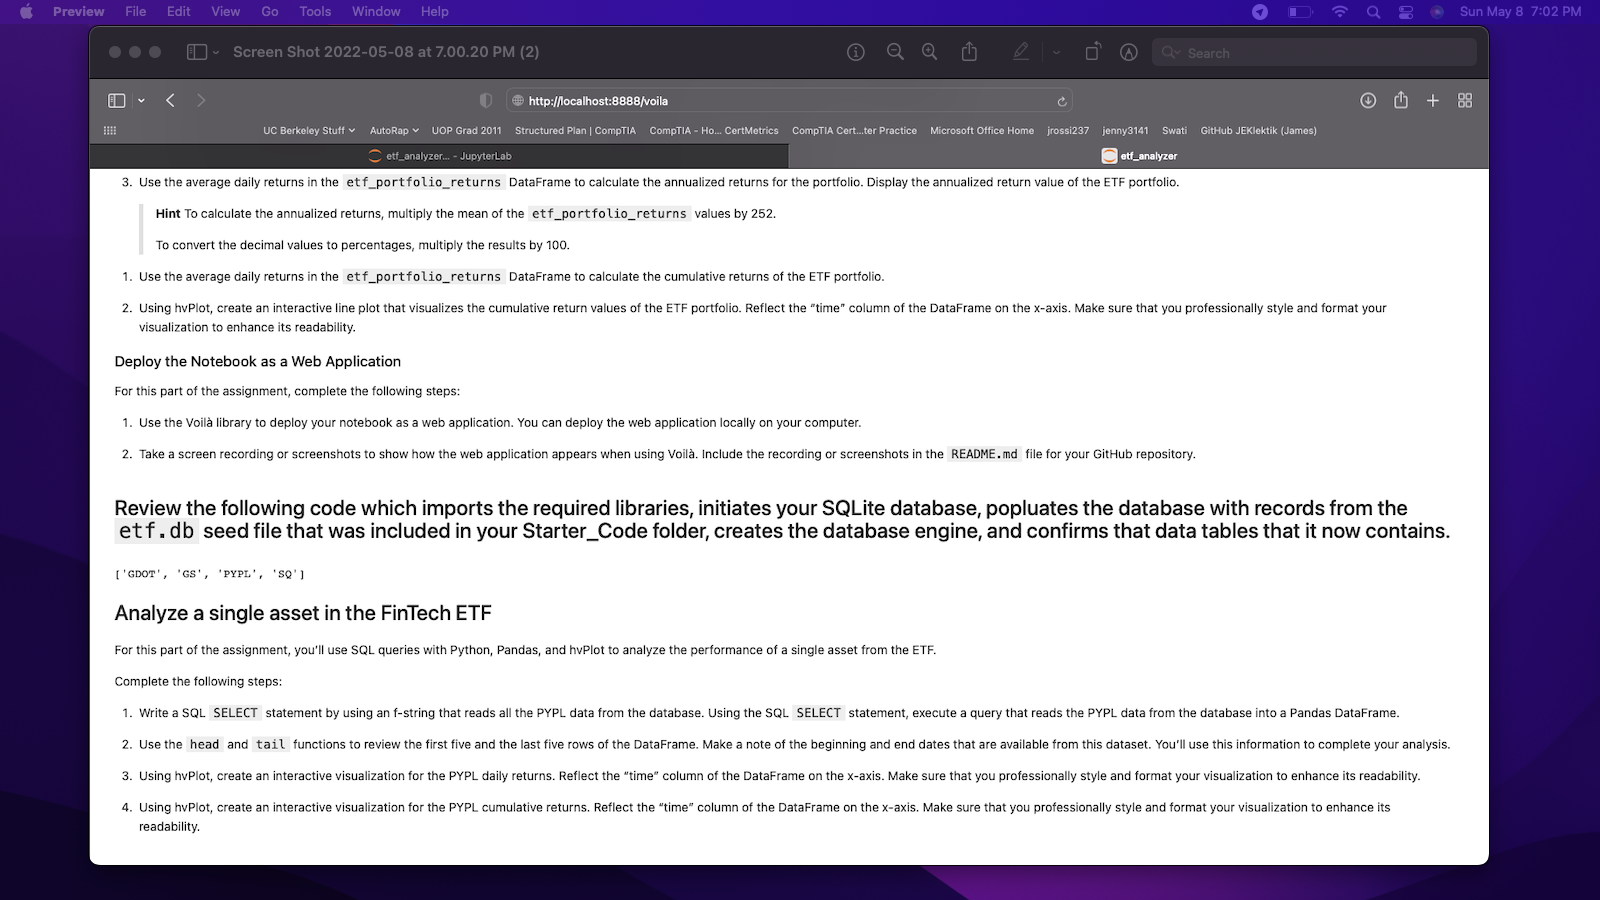 Preview File Edit View Go Tools Window Help Sun May 8 7:02 PM
Screen Shot 2022-05-08 at 7.00.20 PM (2) Search
http://localhost:8888/voila
UC Berkeley Stuff AutoRap UOP Grad 2011 Structured Plan | CompTIA CompTIA - Ho... CertMetrics CompTIA Cert...ter Practice Microsoft Office Home jrossi237 jenny3141 Swati GitHub JEKlektik (James)
etf_analyzer... - JupyterLab etf_analyzer
3. Use the average daily returns in the etf_portfolio_returns DataFrame to calculate the annualized returns for the portfolio. Display the annualized return value of the ETF portfolio.
Hint To calculate the annualized returns, multiply the mean of the etf_portfolio_returns values by 252.
To convert the decimal values to percentages, multiply the results by 100.
1. Use the average daily returns in the etf_portfolio_returns DataFrame to calculate the cumulative returns of the ETF portfolio.
2. Using hvPlot, create an interactive line plot that visualizes the cumulative return values of the ETF portfolio. Reflect the “time” column of the DataFrame on the x-axis. Make sure that you professionally style and format your
visualization to enhance its readability.
Deploy the Notebook as a Web Application
For this part of the assignment, complete the following steps:
1. Use the Voilà library to deploy your notebook as a web application. You can deploy the web application locally on your computer.
2. Take a screen recording or screenshots to show how the web application appears when using Voilà. Include the recording or screenshots in the README.md file for your GitHub repository.
Review the following code which imports the required libraries, initiates your SQLite database, popluates the database with records from the
etf.db seed file that was included in your Starter_Code folder, creates the database engine, and confirms that data tables that it now contains.
['GDOT', 'GS', 'PYPL', 'SQ']
Analyze a single asset in the FinTech ETF
For this part of the assignment, you’ll use SQL queries with Python, Pandas, and hvPlot to analyze the performance of a single asset from the ETF.
Complete the following steps:
1. Write a SQL SELECT statement by using an f-string that reads all the PYPL data from the database. Using the SQL SELECT statement, execute a query that reads the PYPL data from the database into a Pandas DataFrame.
2. Use the head and tail functions to review the first five and the last five rows of the DataFrame. Make a note of the beginning and end dates that are available from this dataset. You’ll use this information to complete your analysis.
3. Using hvPlot, create an interactive visualization for the PYPL daily returns. Reflect the “time” column of the DataFrame on the x-axis. Make sure that you professionally style and format your visualization to enhance its readability.
4. Using hvPlot, create an interactive visualization for the PYPL cumulative returns. Reflect the “time” column of the DataFrame on the x-axis. Make sure that you professionally style and format your visualization to enhance its
readability.